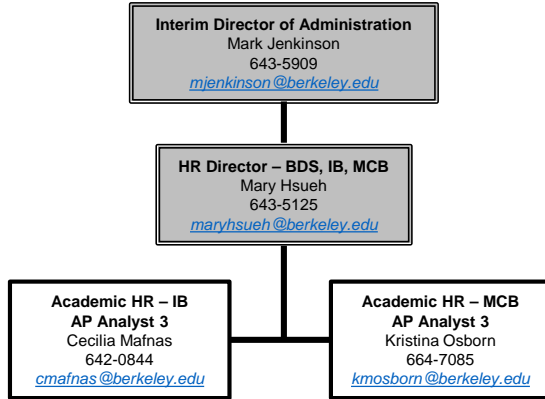 Interim Director of Administration
Mark Jenkinson
643-5909
mjenkinson@berkeley.edu
HR Director – BDS, IB, MCB
Mary Hsueh
643-5125
maryhsueh@berkeley.edu
Academic HR – IB
AP Analyst 3
Cecilia Mafnas
642-0844
cmafnas@berkeley.edu
Academic HR – MCB
AP Analyst 3
Kristina Osborn
664-7085
kmosborn@berkeley.edu